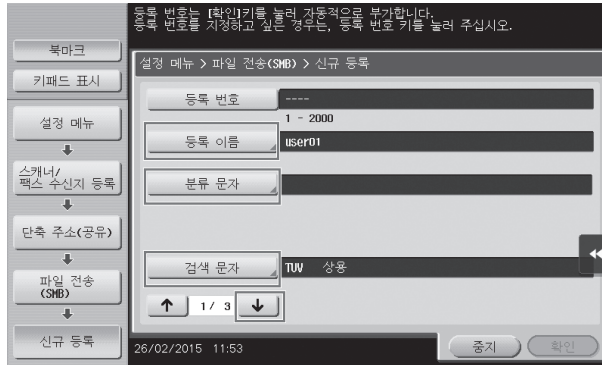 등록 번호는 [확인]키를 눌러 자동적으로 부가합니다.
등록 번호를 지정하고 싶은 경우는, 등록 번호 키를 눌러 주십시오.
북마크
키패드 표시
설정 메뉴
스캐너/
팩스 수신지 등록
단축 주소(공유)
파일 전송
(SMB)
신규 등록
설정 메뉴 > 파일 전송(SMB) > 신규 등록
등록 번호
----
1 - 2000
등록 이름
user01
분류 문자
검색 문자
TUV 상용
↑ 1/ 3 ↓
26/02/2015 11:53
중지
확인